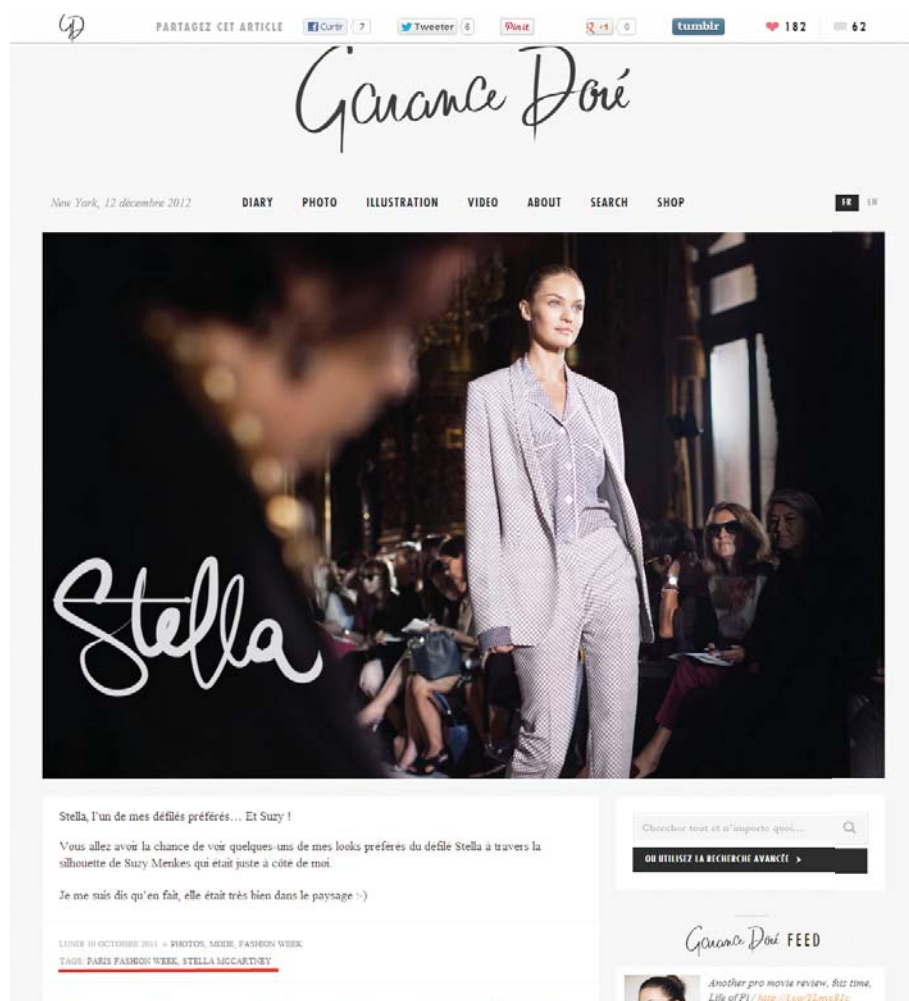 GD PARTAGEZ CET ARTICLE Curtir 7 Tweeter 6 Pin it +1 0 tumblr 182 62
Garance Doré
New York, 12 décembre 2012 DIARY PHOTO ILLUSTRATION VIDEO ABOUT SEARCH SHOP FR EN
Stella
Stella, l'un de mes défilés préférés… Et Suzy !
Vous allez avoir la chance de voir quelques-uns de mes looks préférés du défilé Stella à travers la
silhouette de Suzy Menkes qui était juste à côté de moi.
Je me suis dis qu'en fait, elle était très bien dans le paysage :-)
LUNDI 10 OCTOBRE 2011 + PHOTOS, MODE, FASHION WEEK
TAGS: PARIS FASHION WEEK, STELLA MCCARTNEY
Chercher tout et n'importe quoi...
OU UTILISEZ LA RECHERCHE AVANCÉE >
Garance Doré FEED
Another pro movie review, this time,
Life of Pi /